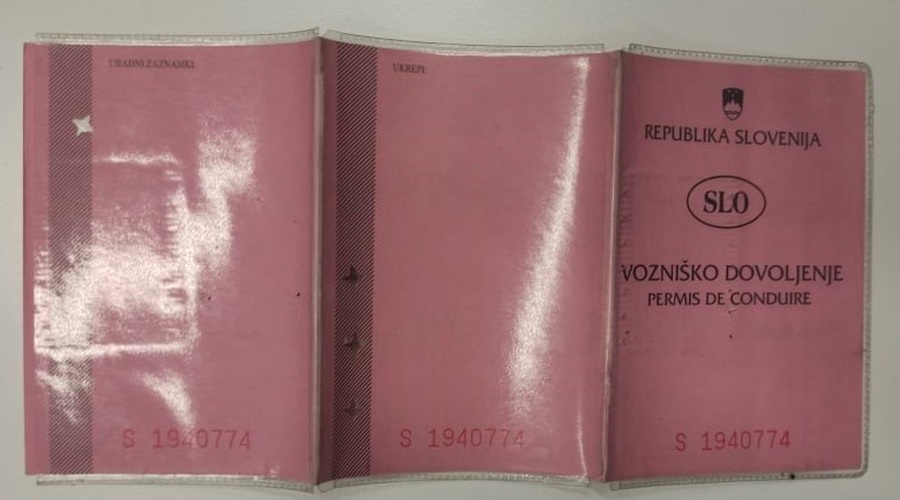 URADNI ZAZNAMKI:
S 1940774
UKREPI:
S 1940774
REPUBLIKA SLOVENIJA
SLO
VOZNIŠKO DOVOLJENJE
PERMIS DE CONDUIRE
S 1940774